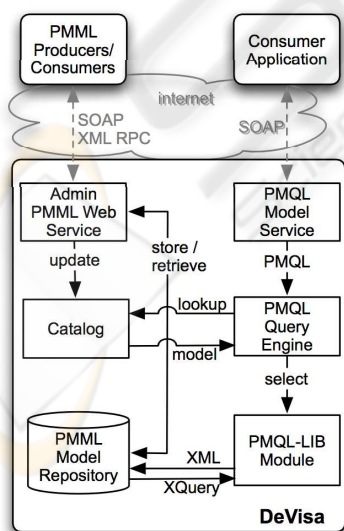 PMML
Producers/
Consumers
Consumer
Application
internet
SOAP
XML RPC
SOAP
Admin
PMML Web
Service
PMQL
Model
Service
update
store /
retrieve
PMQL
Catalog
lookup
model
PMQL
Query
Engine
select
PMML
Model
Repository
XML
XQuery
PMQL-LIB
Module
DeVisa